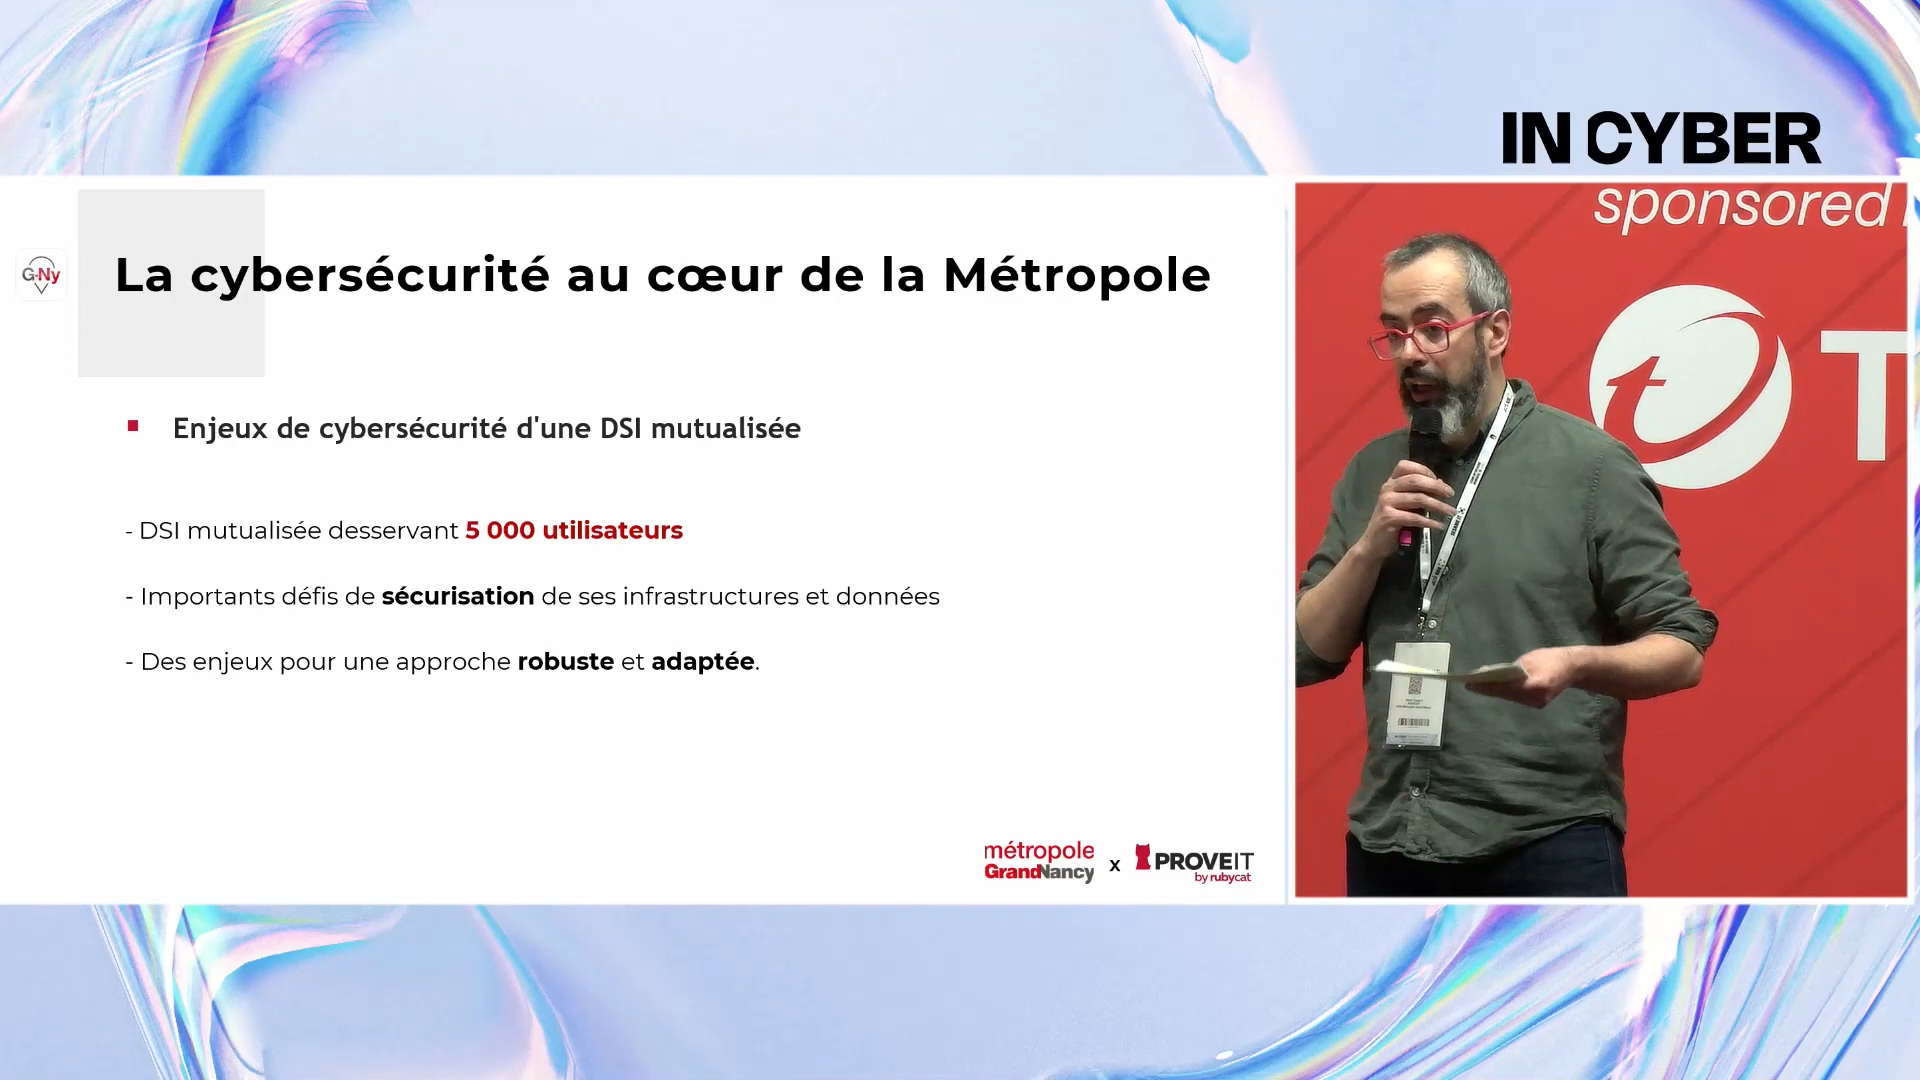 IN CYBER
sponsored
T
G-Ny
La cybersécurité au cœur de la Métropole
Enjeux de cybersécurité d'une DSI mutualisée
- DSI mutualisée desservant 5 000 utilisateurs
- Importants défis de sécurisation de ses infrastructures et données
- Des enjeux pour une approche robuste et adaptée.
métropole
GrandNancy
x
PROVEIT
by rubycat